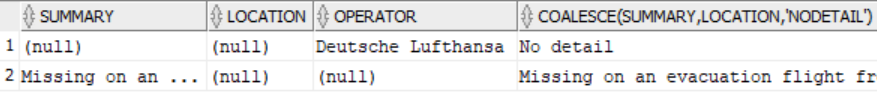 SUMMARY LOCATION OPERATOR COALESCE(SUMMARY,LOCATION,'NODETAIL')
1 (null) (null) Deutsche Lufthansa No detail
2 Missing on an ... (null) (null) Missing on an evacuation flight fr